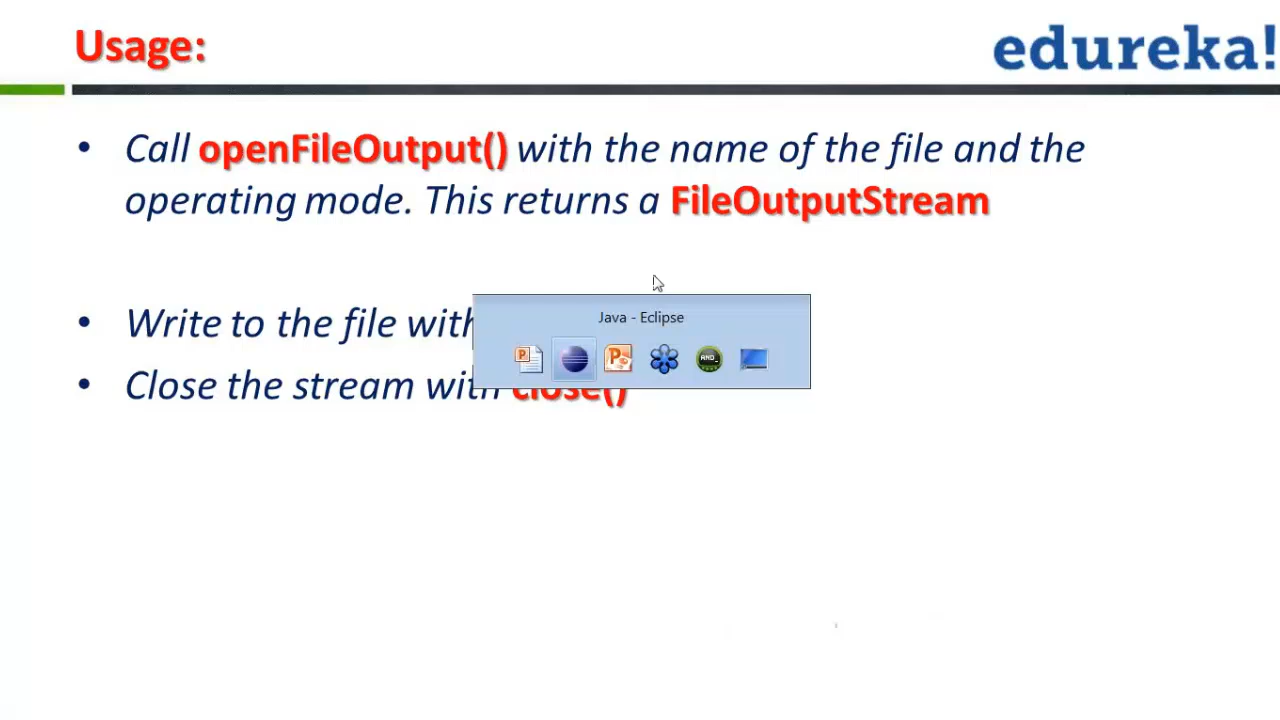 Usage:
edureka!
• Call openFileOutput() with the name of the file and the
operating mode. This returns a FileOutputStream
• Write to the file with
Java - Eclipse
• Close the stream with close()